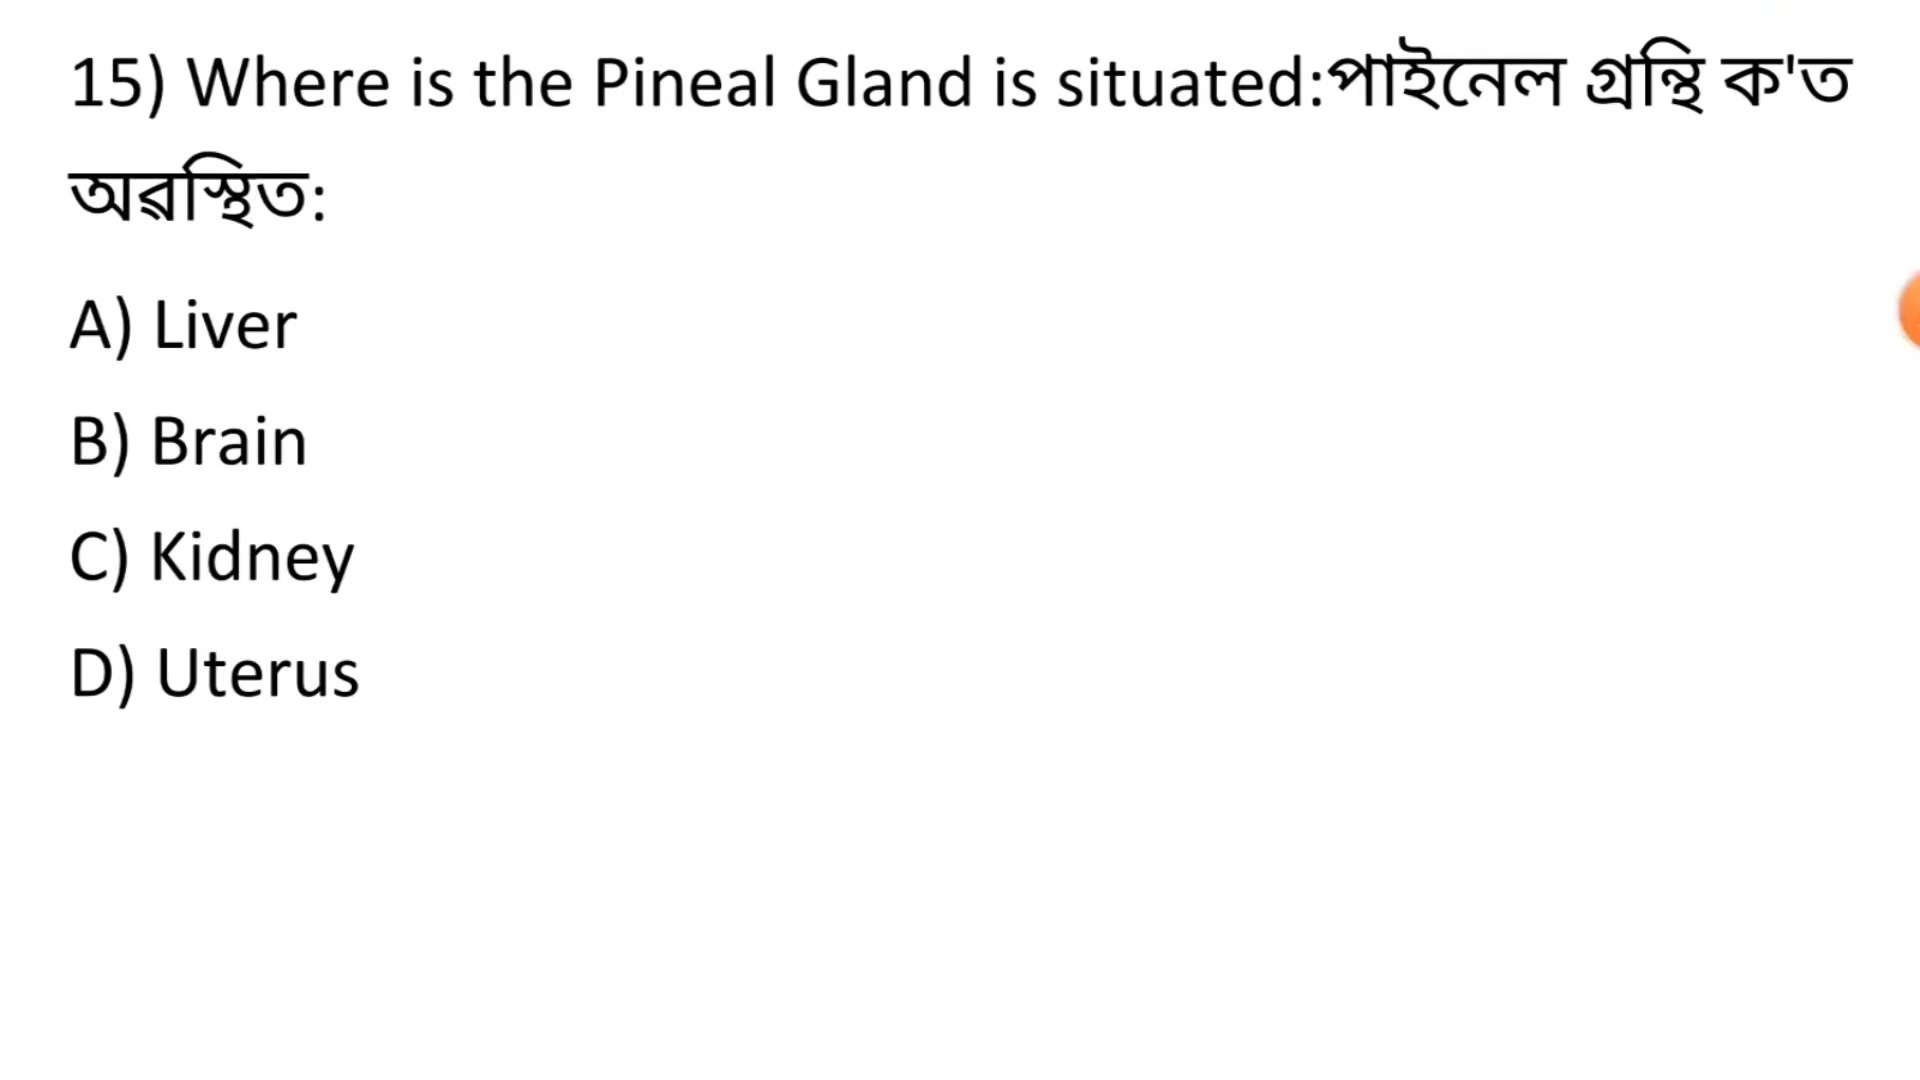 15) Where is the Pineal Gland is situated:পাইনেল গ্ৰন্থি ক'ত
অৱস্থিত:
A) Liver
B) Brain
C) Kidney
D) Uterus